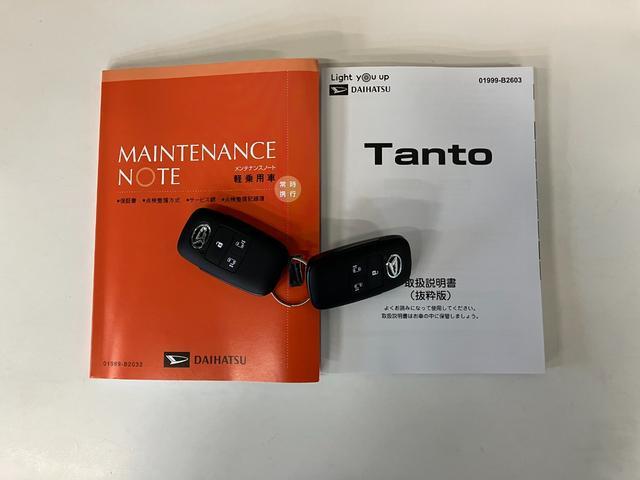 MAINTENANCE
NOTE
メンテナンスノート
軽乗用車
常時
携行
●保証書 ●点検整備方式 ●サービス網 ●点検整備記録簿
01999-B2032
DAIHATSU
Light you up
DAIHATSU
01999-B2603
Tanto
取扱説明書
（抜粋版）
よくお読みになって使用してください。
取扱説明書はお車の中に保管しましょう。